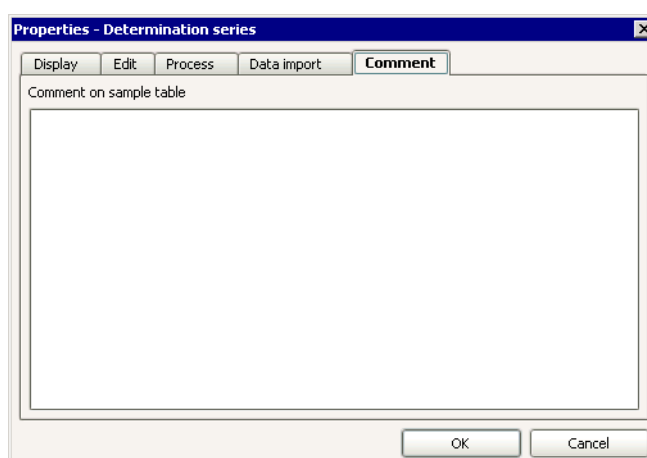 Properties - Determination series
Display Edit Process Data import Comment
Comment on sample table
OK Cancel